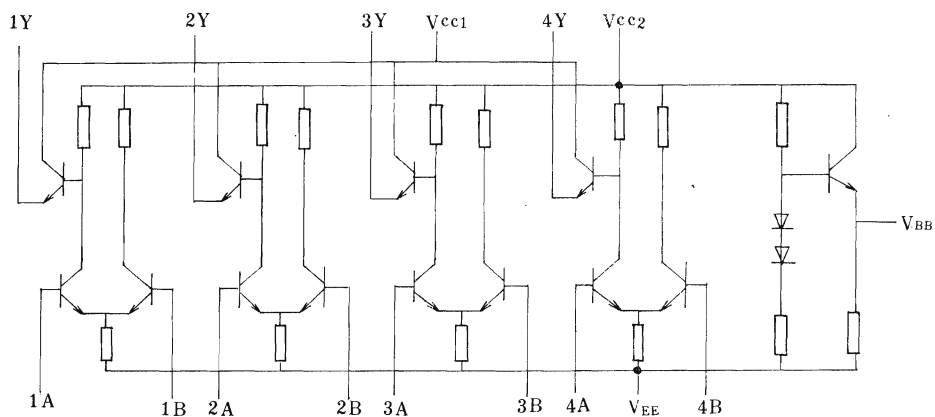 1Y 2Y 3Y Vcc1 4Y Vcc2
VBB
1A 1B 2A 2B 3A 3B 4A VEE 4B